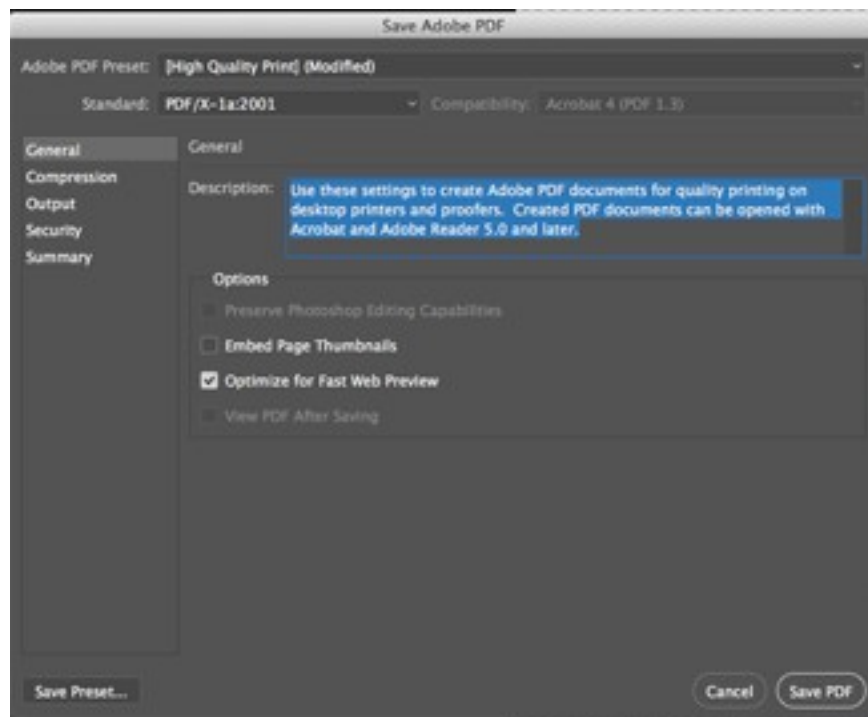 Save Adobe PDF
Adobe PDF Preset: [High Quality Print] (Modified)
Standard: PDF/X-1a:2001 Compatibility: Acrobat 4 (PDF 1.3)
General
Compression
Output
Security
Summary
General
Description: Use these settings to create Adobe PDF documents for quality printing on
desktop printers and proofers. Created PDF documents can be opened with
Acrobat and Adobe Reader 5.0 and later.
Options
Preserve Photoshop Editing Capabilities
Embed Page Thumbnails
Optimize for Fast Web Preview
View PDF After Saving
Save Preset... Cancel Save PDF